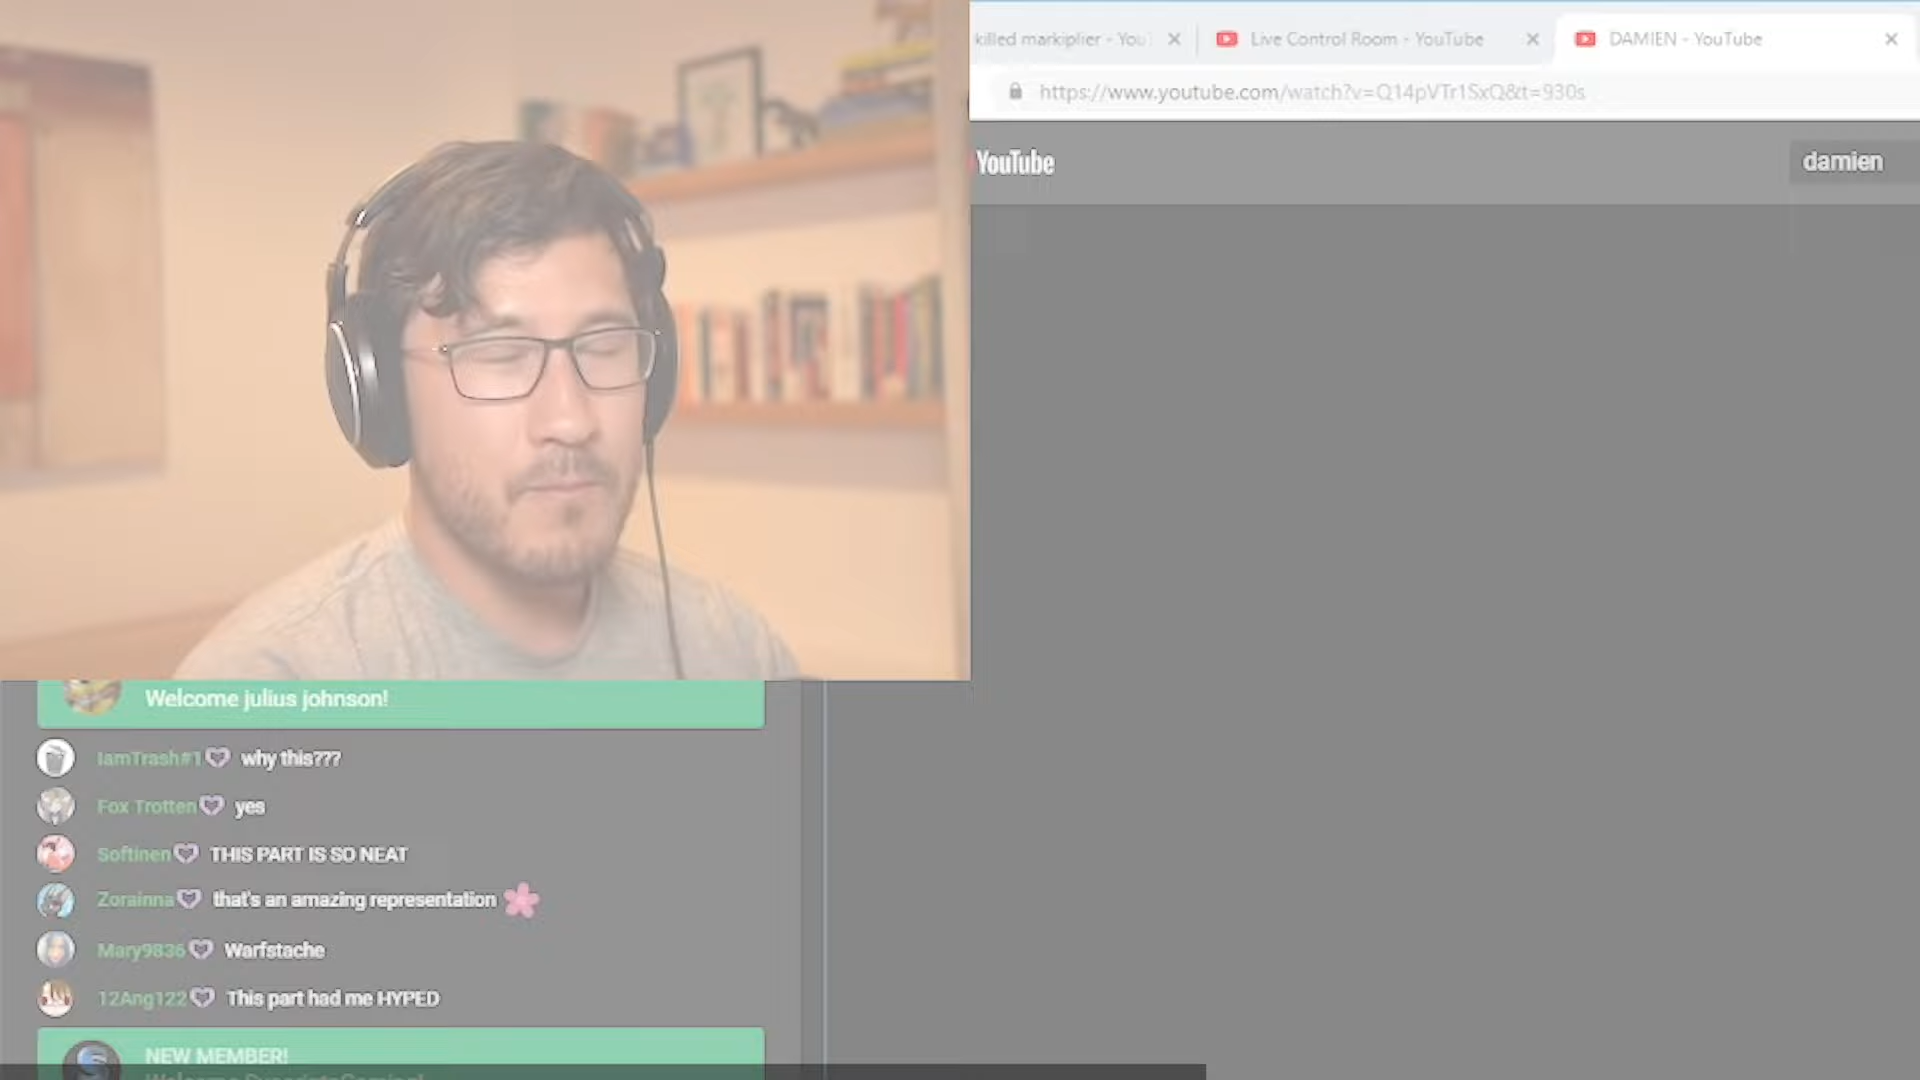 killed markiplier - You
Live Control Room - YouTube
DAMIEN - YouTube
https://www.youtube.com/watch?v=Q14pVTr1SxQ&t=930s
YouTube
damien
Welcome julius johnson!
IamTrash#1 why this???
Fox Trotten yes
Softinen THIS PART IS SO NEAT
Zorainna that's an amazing representation
Mary9836 Warfstache
12Ang122 This part had me HYPED
NEW MEMBER!